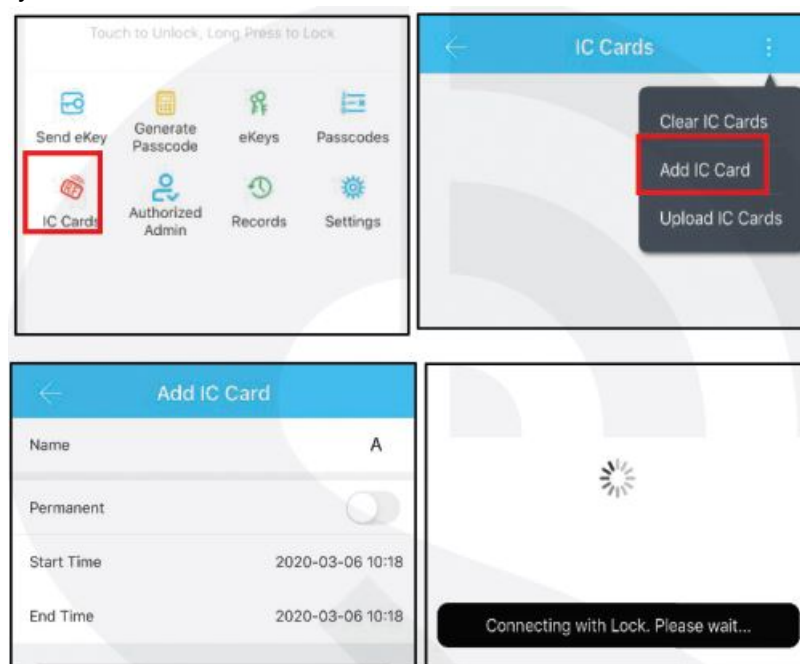 Touch to Unlock, Long Press to Lock
Send eKey
Generate
Passcode
eKeys
Passcodes
IC Cards
Authorized
Admin
Records
Settings
IC Cards
Clear IC Cards
Add IC Card
Upload IC Cards
Add IC Card
Name A
Permanent
Start Time 2020-03-06 10:18
End Time 2020-03-06 10:18
Connecting with Lock. Please wait...